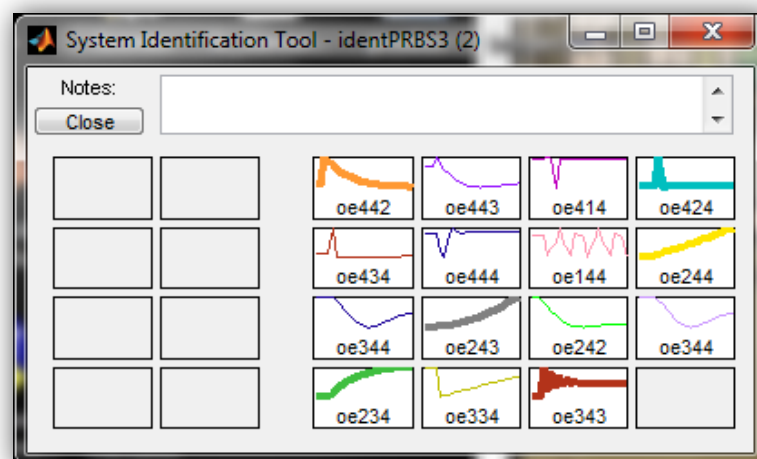 System Identification Tool - identPRBS3 (2)
Notes:
Close
oe442 oe443 oe414 oe424
oe434 oe444 oe144 oe244
oe344 oe243 oe242 oe344
oe234 oe334 oe343